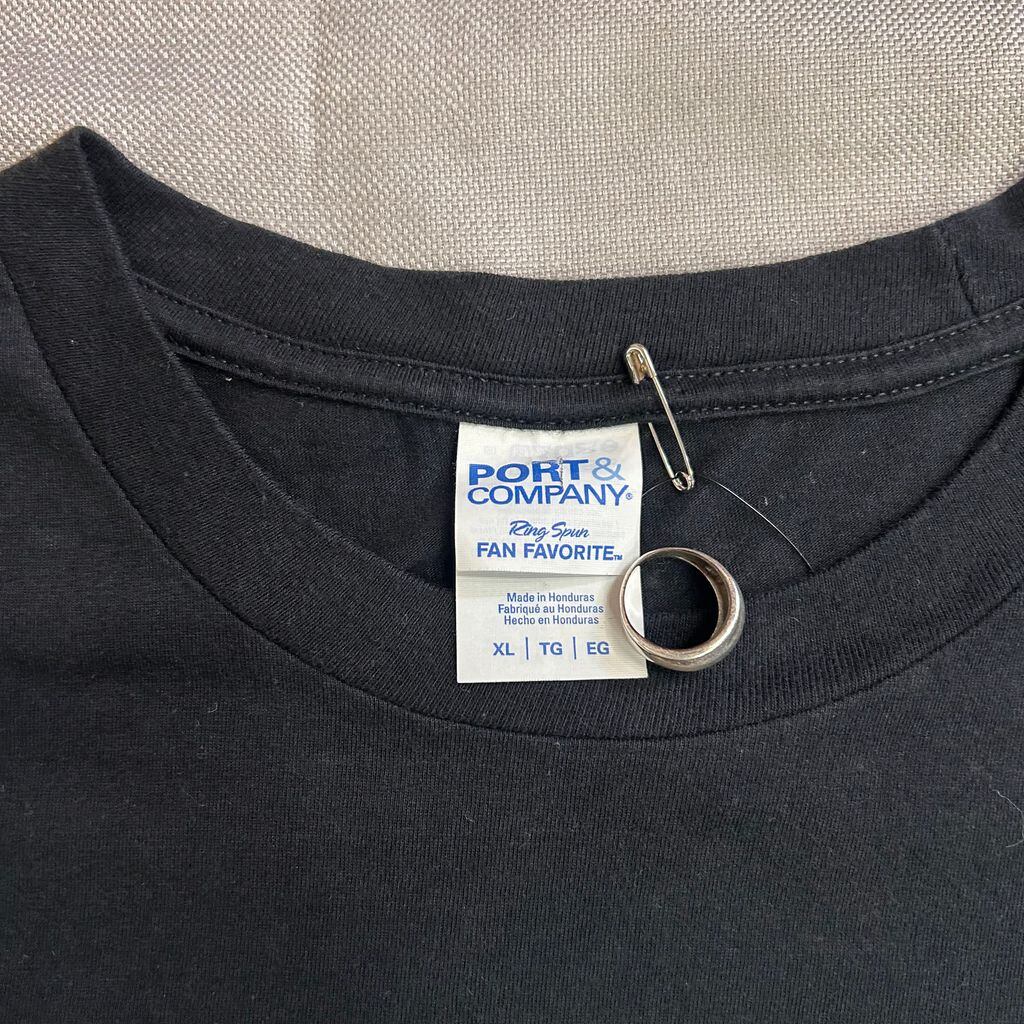 PORT &
COMPANY®
Ring Spun
FAN FAVORITE™
Made in Honduras
Fabriqué au Honduras
Hecho en Honduras
XL | TG | EG